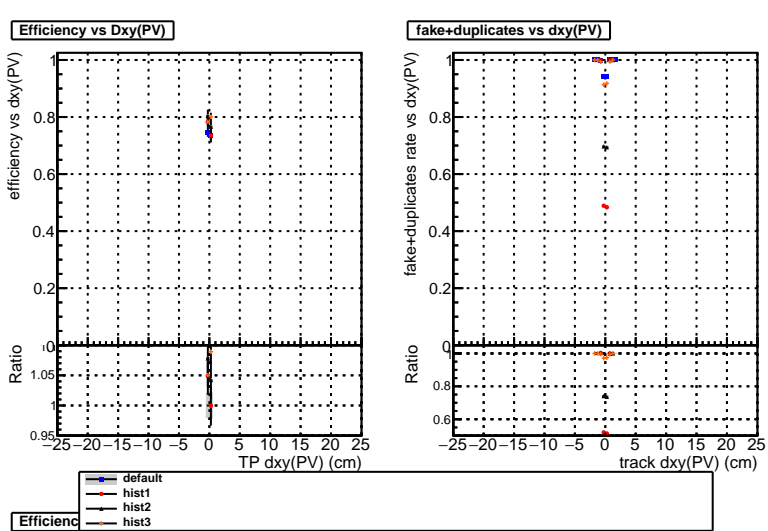 Efficiency vs Dxy(PV)
fake+duplicates vs dxy(PV)
efficiency vs dxy(PV)
1
0.8
0.6
0.4
0.2
0
Ratio
1.05
1
0.95
−25 −20 −15 −10 −5 0 5 10 15 20 25
TP dxy(PV) (cm)
fake+duplicates rate vs dxy(PV)
1
0.8
0.6
0.4
0.2
0
Ratio
1
0.8
0.6
−25 −20 −15 −10 −5 0 5 10 15 20 25
track dxy(PV) (cm)
default
hist1
hist2
hist3
Efficienc